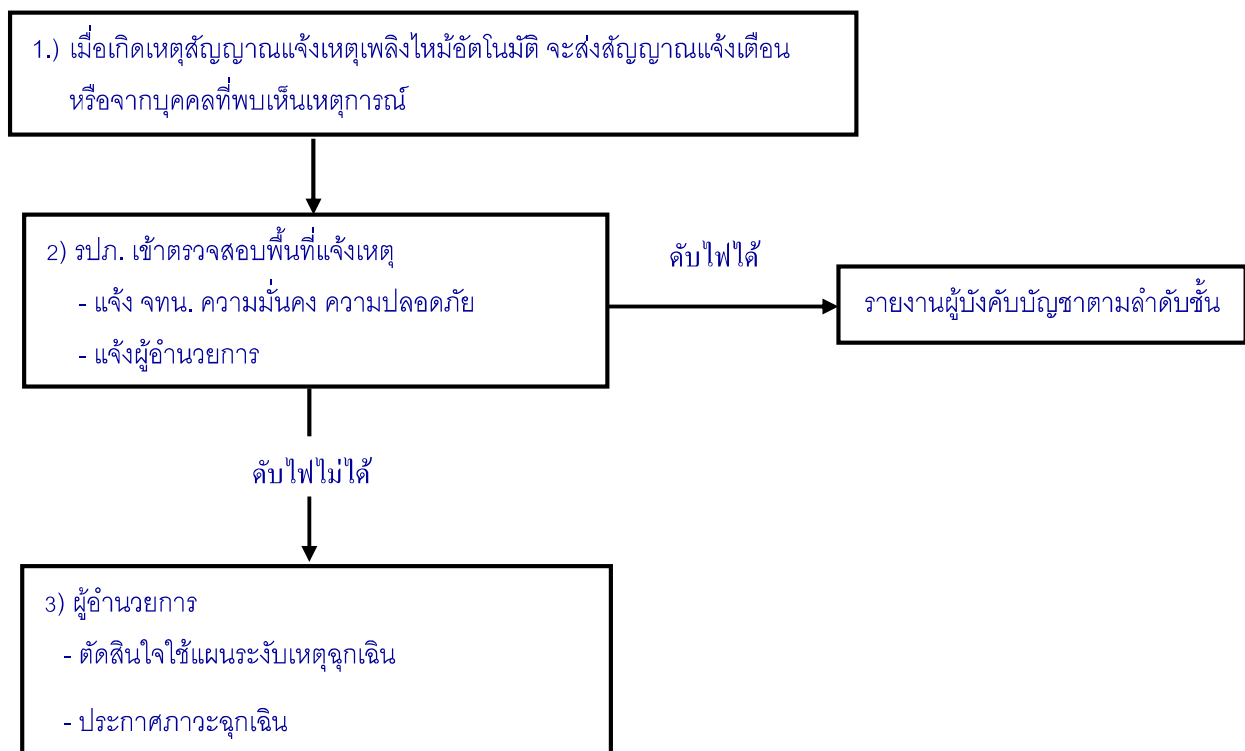 1.) เมื่อเกิดเหตุสัญญาณแจ้งเหตุเพลิงไหม้อัตโนมัติ จะส่งสัญญาณแจ้งเตือน
หรือจากบุคคลที่พบเห็นเหตุการณ์
2) รปภ. เข้าตรวจสอบพื้นที่แจ้งเหตุ
- แจ้ง จทน. ความมั่นคง ความปลอดภัย
- แจ้งผู้อำนวยการ
ดับไฟได้
รายงานผู้บังคับบัญชาตามลำดับชั้น
ดับไฟไม่ได้
3) ผู้อำนวยการ
- ตัดสินใจใช้แผนระงับเหตุฉุกเฉิน
- ประกาศภาวะฉุกเฉิน